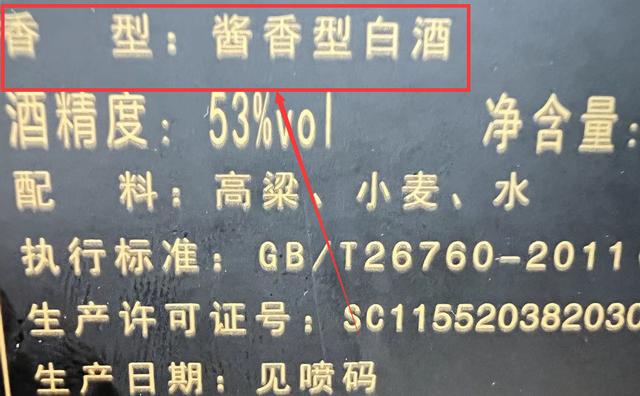 香 型：酱香型白酒
酒精度：53%vol 净含量：
配 料：高粱、小麦、水
执行标准：GB/T26760-2011
生产许可证号：SC11552038203
生产日期：见喷码